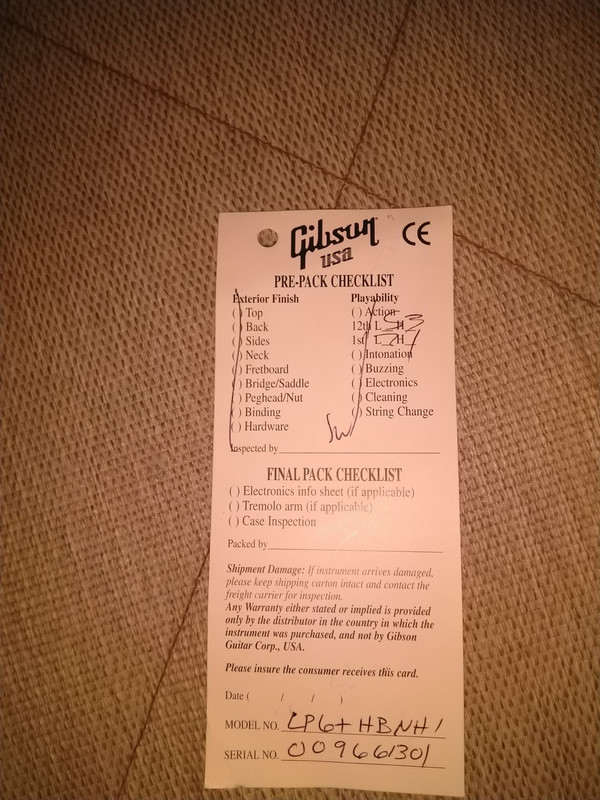 Gibson CE
USA
PRE-PACK CHECKLIST
Exterior Finish
( ) Top
( ) Back
( ) Sides
( ) Neck
( ) Fretboard
( ) Bridge/Saddle
( ) Peghead/Nut
( ) Binding
( ) Hardware
Playability
( ) Action
12th L H
1st L H
( ) Intonation
( ) Buzzing
( ) Electronics
( ) Cleaning
( ) String Change
Inspected by
FINAL PACK CHECKLIST
( ) Electronics info sheet (if applicable)
( ) Tremolo arm (if applicable)
( ) Case Inspection
Packed by
Shipment Damage: If instrument arrives damaged,
please keep shipping carton intact and contact the
freight carrier for inspection.
Any Warranty either stated or implied is provided
only by the distributor in the country in which the
instrument was purchased, and not by Gibson
Guitar Corp., USA.
Please insure the consumer receives this card.
Date ( / / )
MODEL NO. LP6+HBNH1
SERIAL NO. 009661301